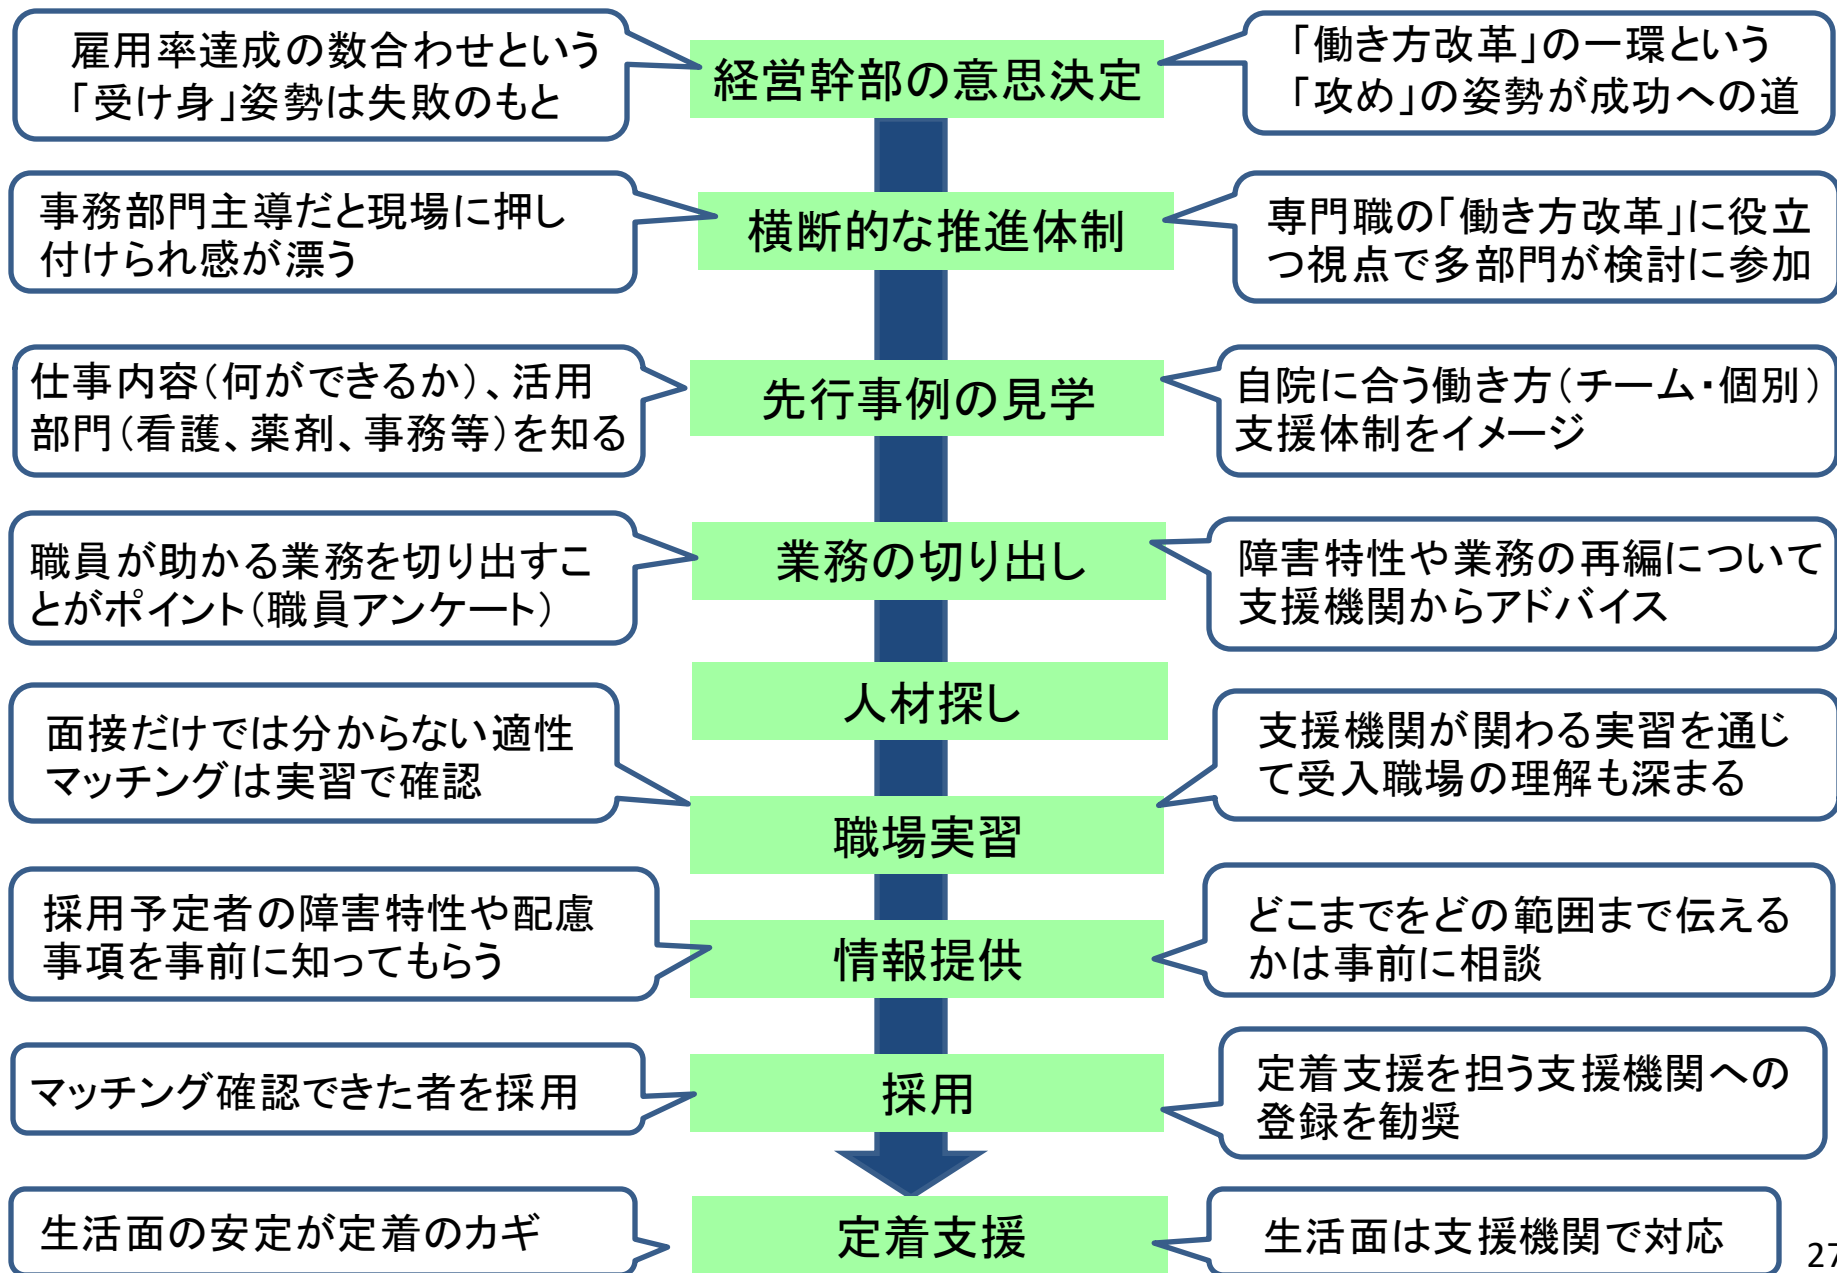 雇用率達成の数合わせという
「受け身」姿勢は失敗のもと
経営幹部の意思決定
「働き方改革」の一環という
「攻め」の姿勢が成功への道
事務部門主導だと現場に押し
付けられ感が漂う
横断的な推進体制
専門職の「働き方改革」に役立
つ視点で多部門が検討に参加
仕事内容（何ができるか）、活用
部門（看護、薬剤、事務等）を知る
先行事例の見学
自院に合う働き方（チーム・個別）
支援体制をイメージ
職員が助かる業務を切り出すこ
とがポイント（職員アンケート）
業務の切り出し
障害特性や業務の再編について
支援機関からアドバイス
人材探し
面接だけでは分からない適性
マッチングは実習で確認
職場実習
支援機関が関わる実習を通じ
て受入職場の理解も深まる
採用予定者の障害特性や配慮
事項を事前に知ってもらう
情報提供
どこまでをどの範囲まで伝える
かは事前に相談
マッチング確認できた者を採用
採用
定着支援を担う支援機関への
登録を勧奨
生活面の安定が定着のカギ
定着支援
生活面は支援機関で対応
27